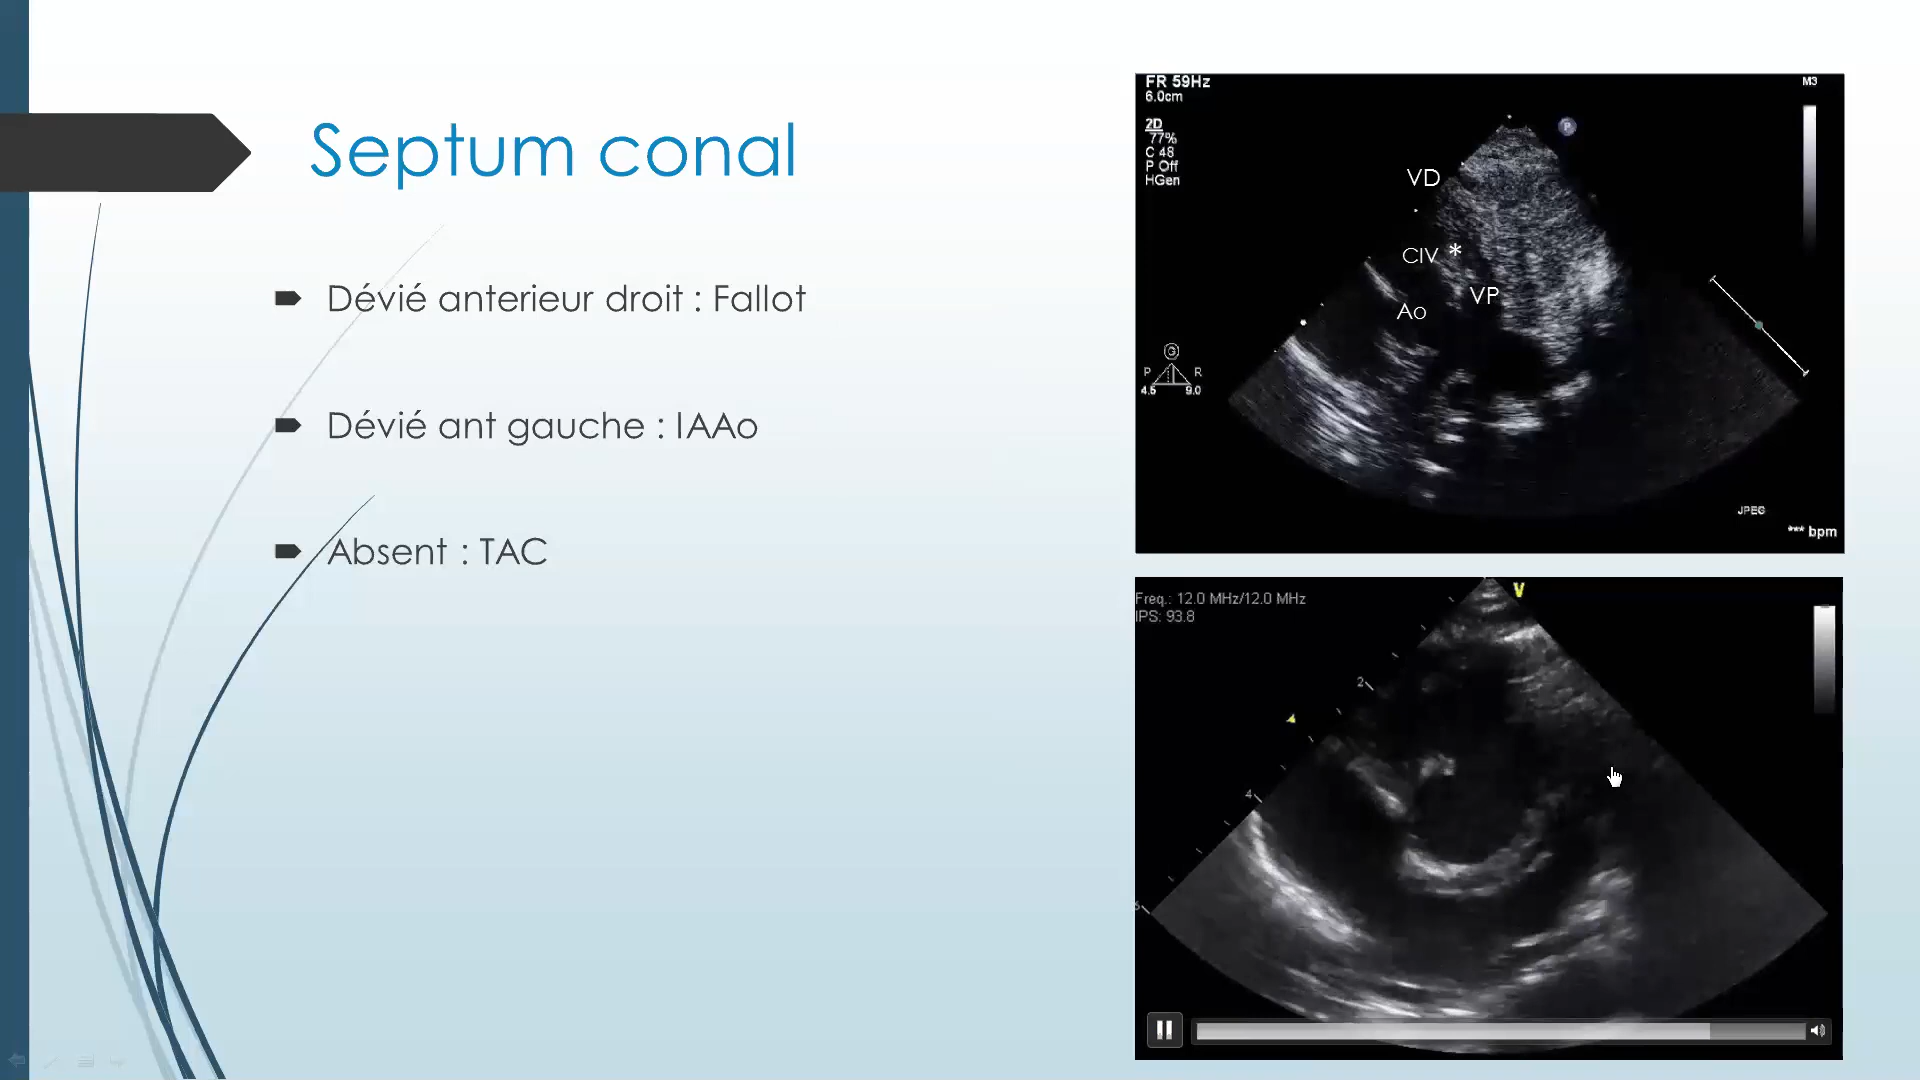 Septum conal
Dévié anterieur droit : Fallot
Dévié ant gauche : IAAo
Absent : TAC
FR 59Hz
6.0cm
2D
77%
C 48
P Off
HGen
M3
P
VD
CIV *
VP
Ao
G
P R
4.5 9.0
JPEG
*** bpm
Freq.: 12.0 MHz/12.0 MHz
IPS: 93.8
V
2
4
6